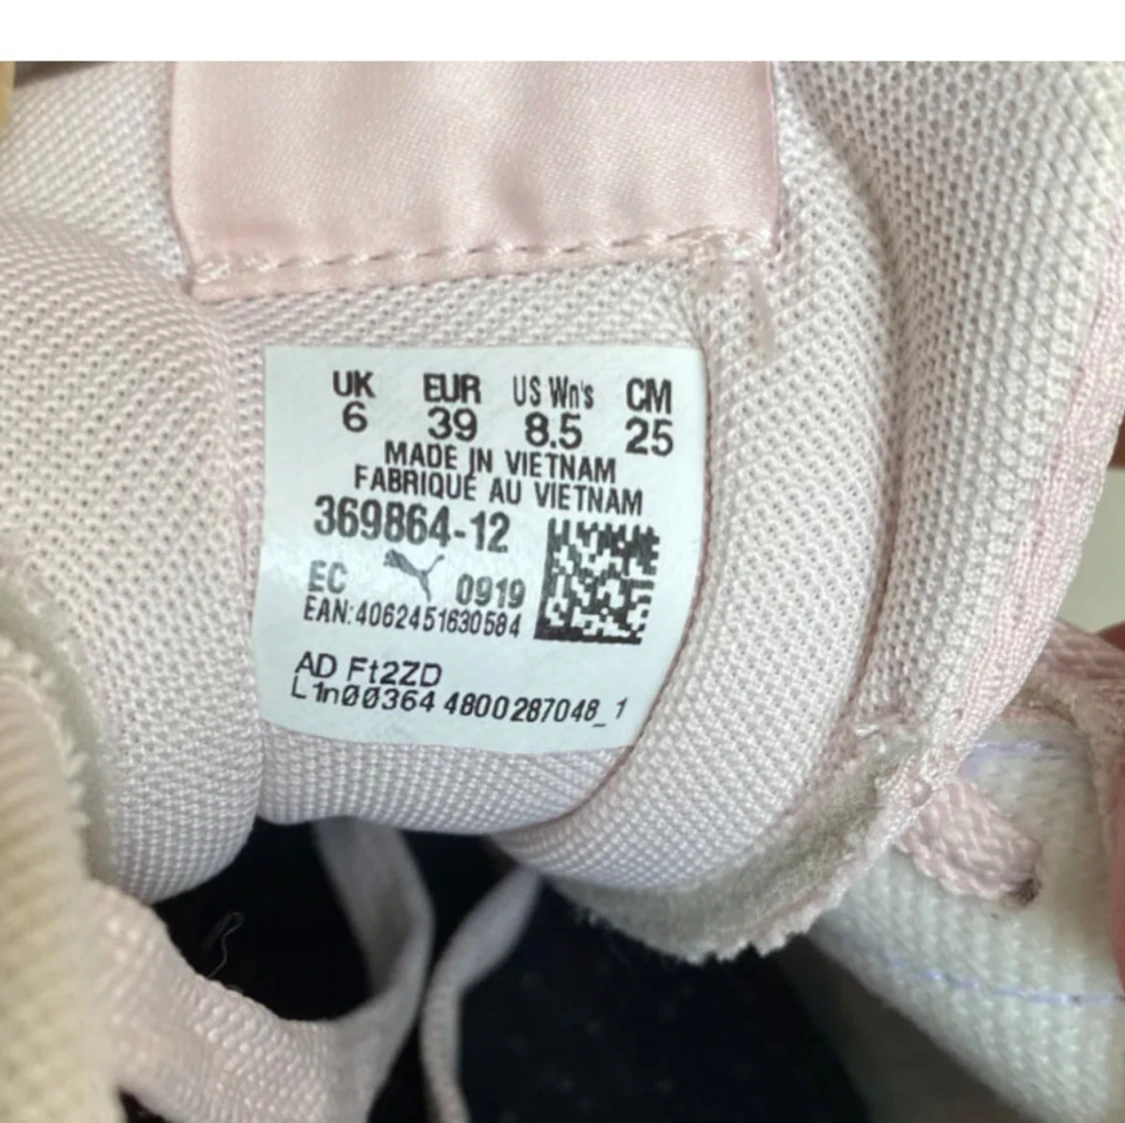 UK EUR US Wn's CM
6 39 8.5 25
MADE IN VIETNAM
FABRIQUÉ AU VIETNAM
369864-12
EC 0919
EAN:4062451630584
AD Ft2ZD
L1n00364 4800287048_1